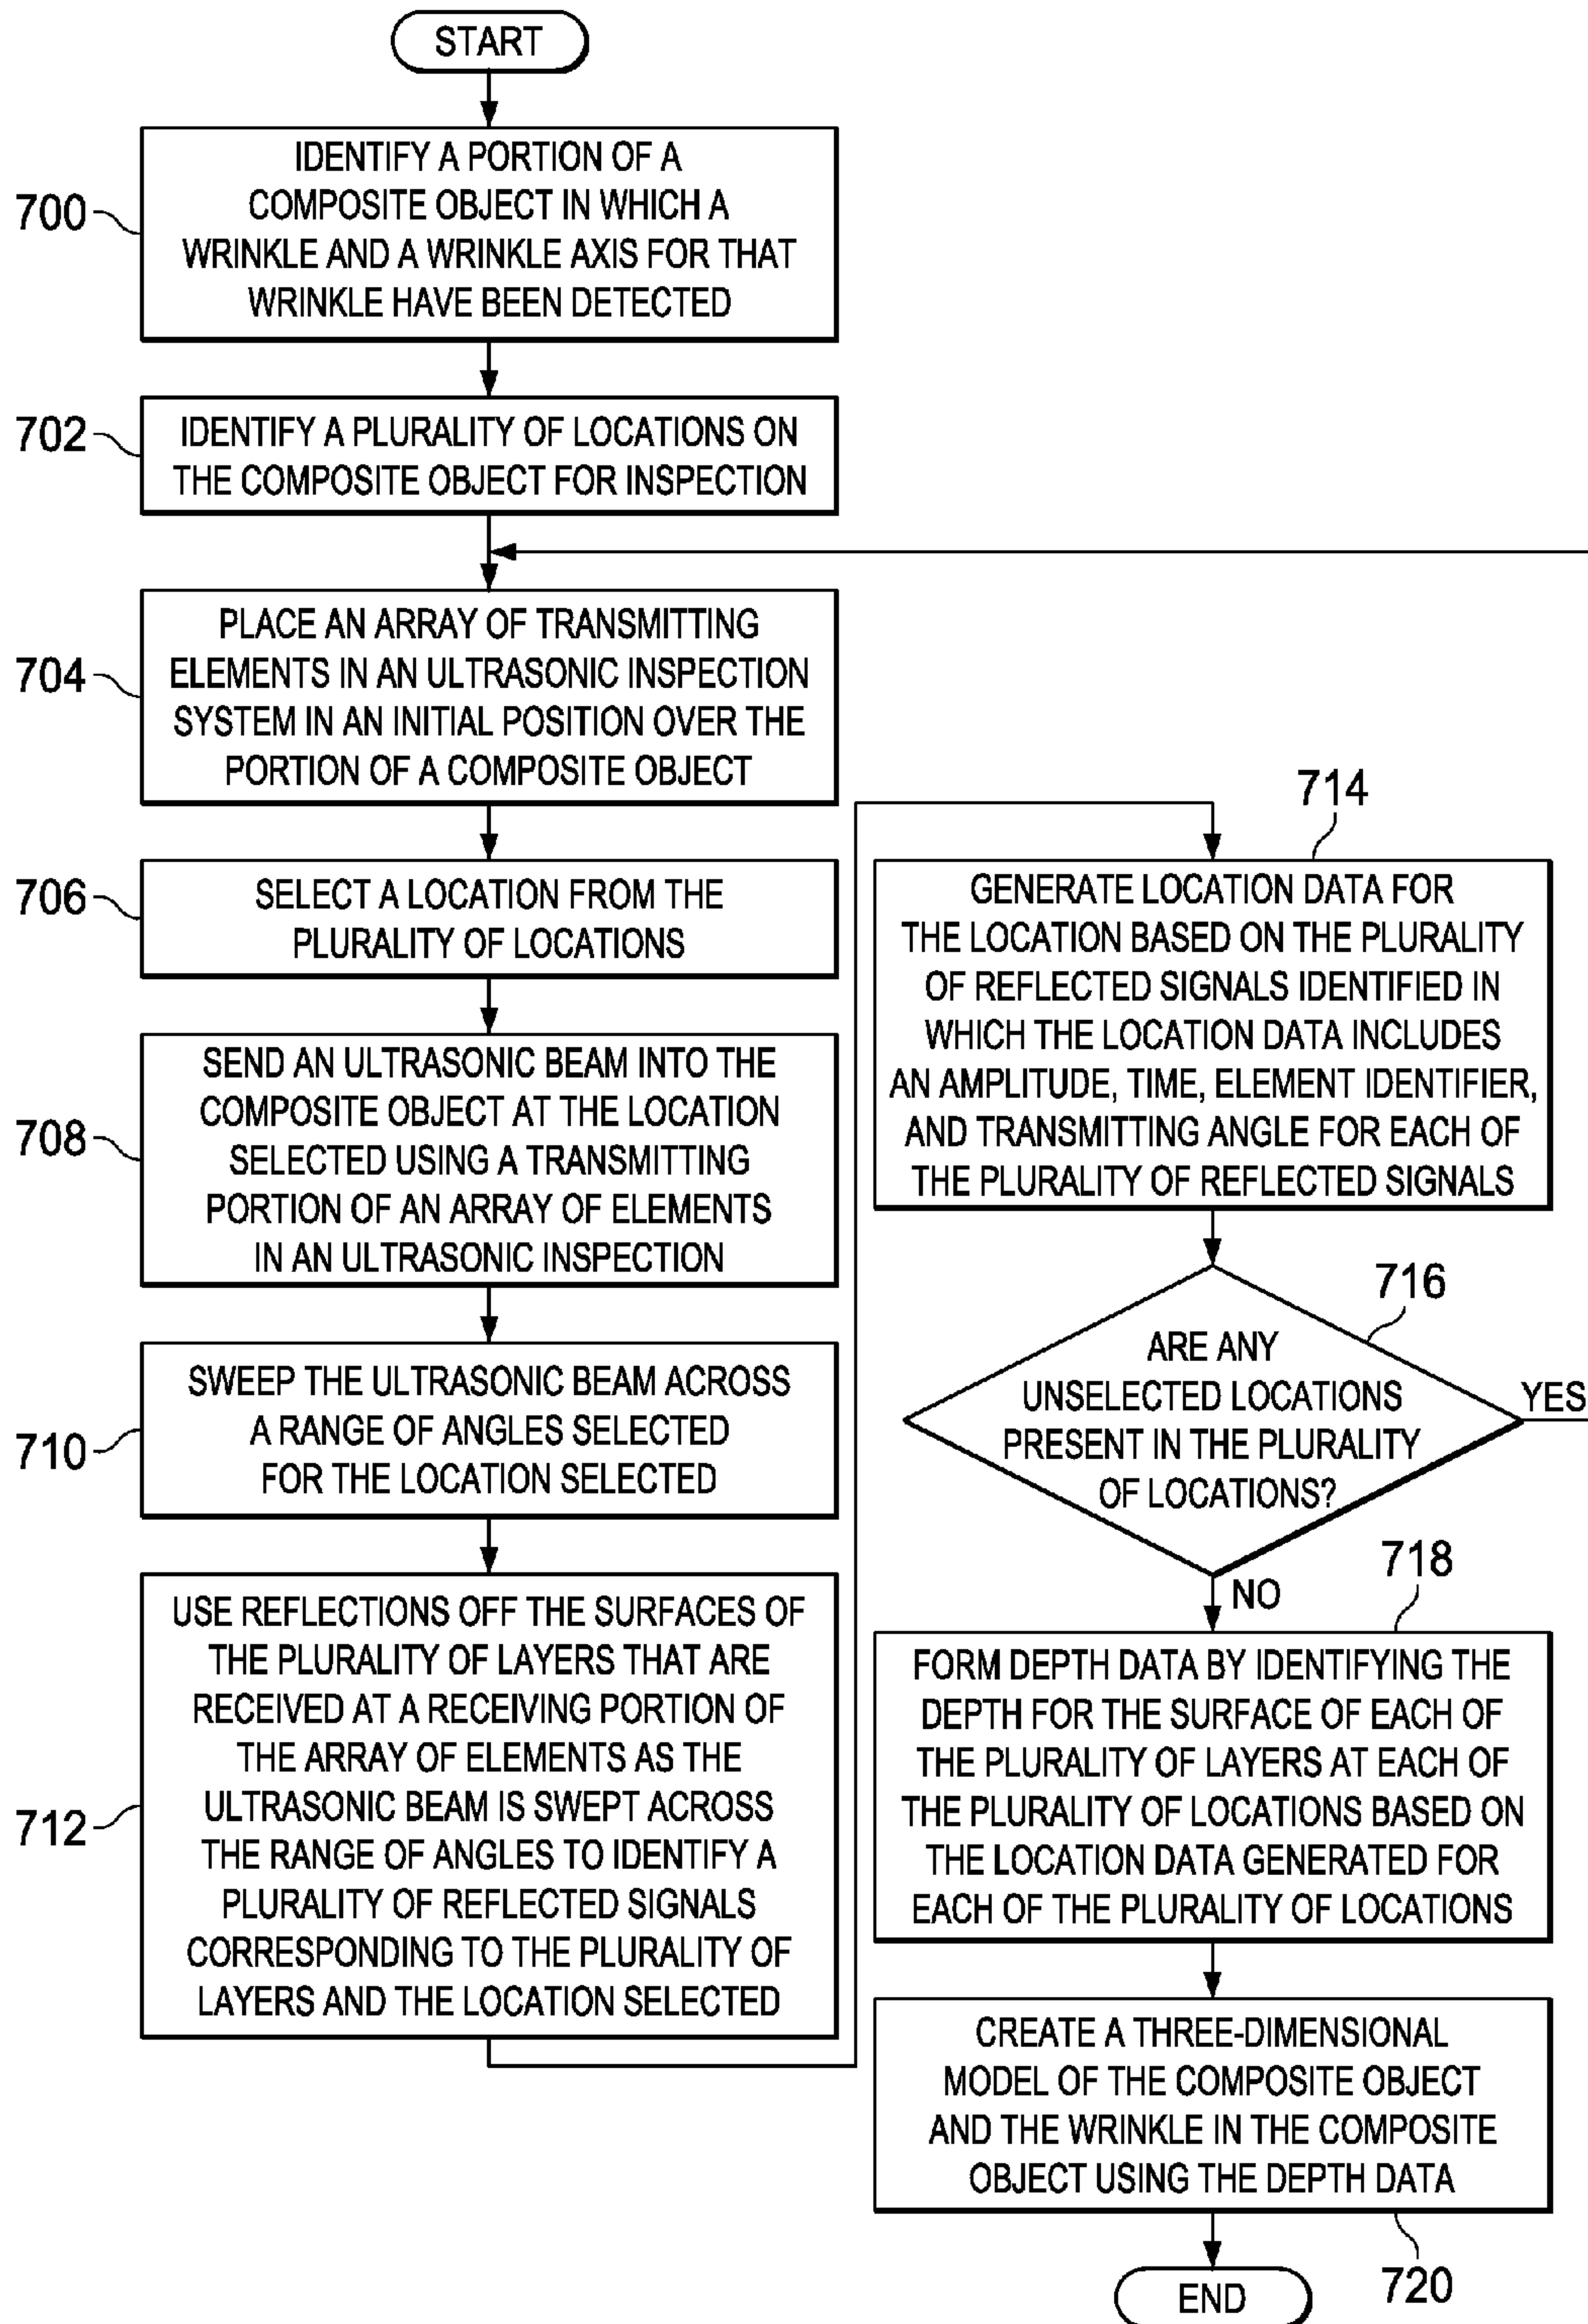 START
700
IDENTIFY A PORTION OF A
COMPOSITE OBJECT IN WHICH A
WRINKLE AND A WRINKLE AXIS FOR THAT
WRINKLE HAVE BEEN DETECTED
702
IDENTIFY A PLURALITY OF LOCATIONS ON
THE COMPOSITE OBJECT FOR INSPECTION
704
PLACE AN ARRAY OF TRANSMITTING
ELEMENTS IN AN ULTRASONIC INSPECTION
SYSTEM IN AN INITIAL POSITION OVER THE
PORTION OF A COMPOSITE OBJECT
706
SELECT A LOCATION FROM THE
PLURALITY OF LOCATIONS
708
SEND AN ULTRASONIC BEAM INTO THE
COMPOSITE OBJECT AT THE LOCATION
SELECTED USING A TRANSMITTING
PORTION OF AN ARRAY OF ELEMENTS
IN AN ULTRASONIC INSPECTION
710
SWEEP THE ULTRASONIC BEAM ACROSS
A RANGE OF ANGLES SELECTED
FOR THE LOCATION SELECTED
712
USE REFLECTIONS OFF THE SURFACES OF
THE PLURALITY OF LAYERS THAT ARE
RECEIVED AT A RECEIVING PORTION OF
THE ARRAY OF ELEMENTS AS THE
ULTRASONIC BEAM IS SWEPT ACROSS
THE RANGE OF ANGLES TO IDENTIFY A
PLURALITY OF REFLECTED SIGNALS
CORRESPONDING TO THE PLURALITY OF
LAYERS AND THE LOCATION SELECTED
714
GENERATE LOCATION DATA FOR
THE LOCATION BASED ON THE PLURALITY
OF REFLECTED SIGNALS IDENTIFIED IN
WHICH THE LOCATION DATA INCLUDES
AN AMPLITUDE, TIME, ELEMENT IDENTIFIER,
AND TRANSMITTING ANGLE FOR EACH OF
THE PLURALITY OF REFLECTED SIGNALS
716
ARE ANY
UNSELECTED LOCATIONS
PRESENT IN THE PLURALITY
OF LOCATIONS?
YES
NO
718
FORM DEPTH DATA BY IDENTIFYING THE
DEPTH FOR THE SURFACE OF EACH OF
THE PLURALITY OF LAYERS AT EACH OF
THE PLURALITY OF LOCATIONS BASED ON
THE LOCATION DATA GENERATED FOR
EACH OF THE PLURALITY OF LOCATIONS
CREATE A THREE-DIMENSIONAL
MODEL OF THE COMPOSITE OBJECT
AND THE WRINKLE IN THE COMPOSITE
OBJECT USING THE DEPTH DATA
720
END